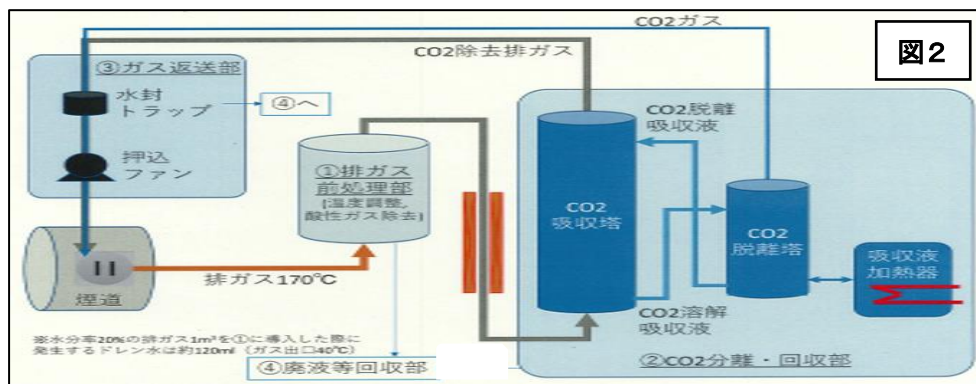 CO2ガス
図2
CO2除去排ガス
③ガス返送部
水封
トラップ
④へ
押込
ファン
①排ガス
前処理部
(温度調整,
酸性ガス除去)
CO2脱離
吸収液
CO2
吸収塔
CO2
脱離塔
吸収液
加熱器
排ガス170℃
煙道
CO2溶解
吸収液
※水分率20%の排ガス1m³を①に導入した際に
発生するドレン水は約120ml(ガス出口40℃)
④廃液等回収部
②CO2分離・回収部